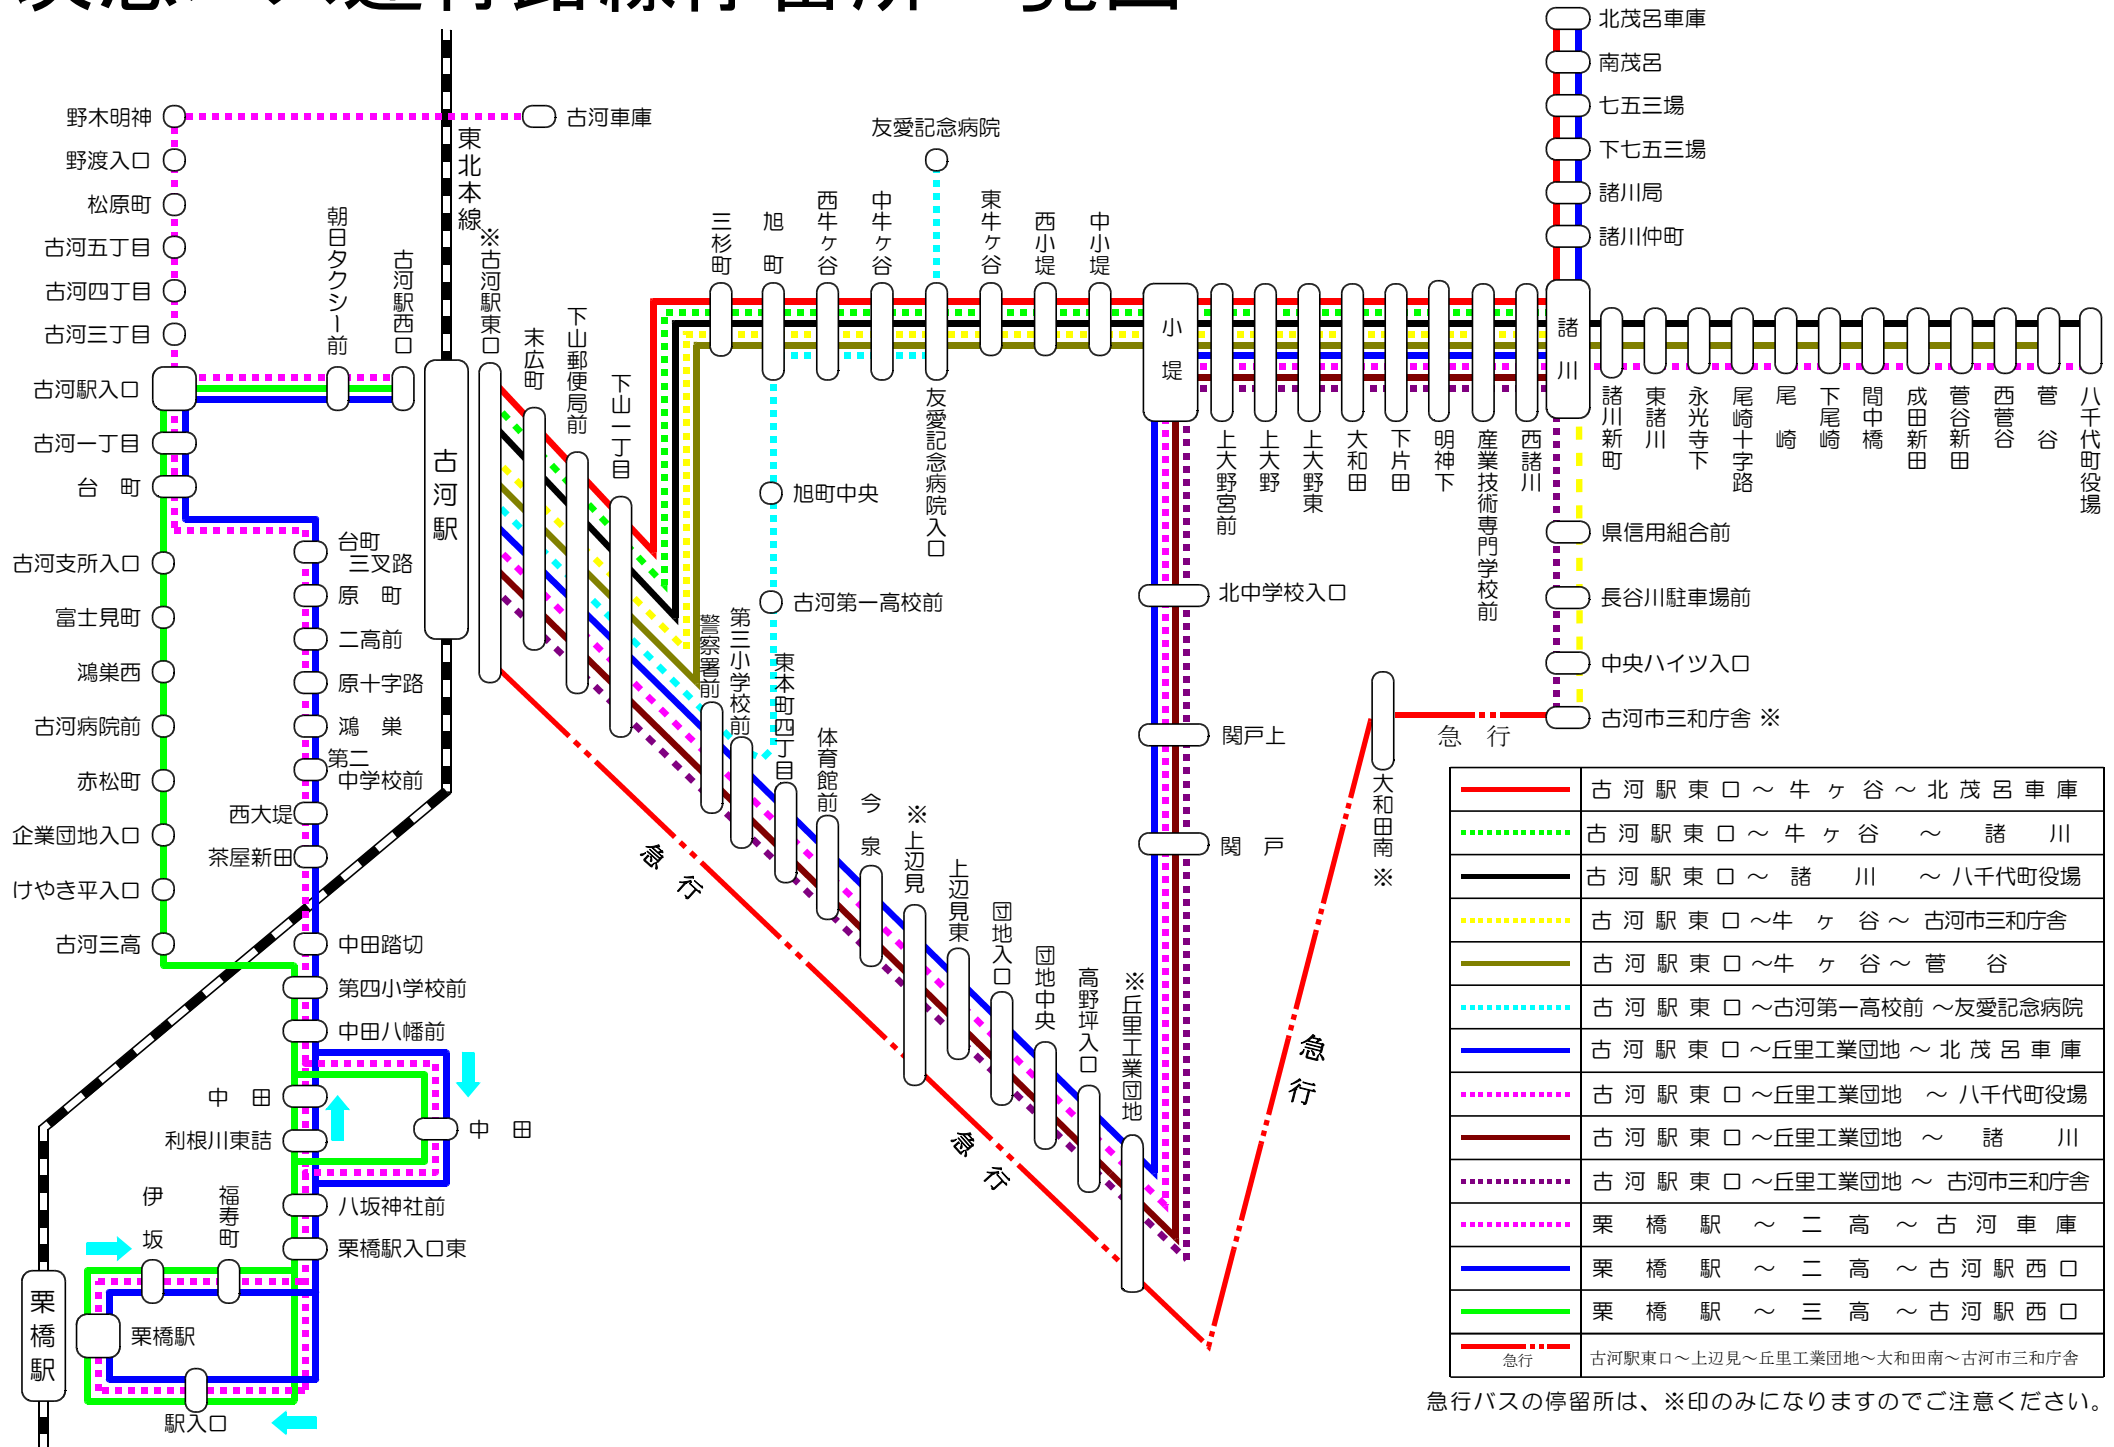 北茂呂車庫
南茂呂
七五三場
下七五三場
諸川局
諸川仲町
野木明神
野渡入口
松原町
古河五丁目
古河四丁目
古河三丁目
古河駅入口
古河一丁目
台 町
古河車庫
東北本線
朝日タクシー前
古河駅西口
古河駅
※古河駅東口
末広町
下山郵便局前
下山一丁目
三杉町
旭 町
西牛ヶ谷
中牛ヶ谷
友愛記念病院
友愛記念病院入口
東牛ヶ谷
西小堤
中小堤
小堤
上大野宮前
上大野
上大野東
大和田
下片田
明神下
産業技術専門学校前
西諸川
諸川
諸川新町
東諸川
永光寺下
尾崎十字路
尾 崎
下尾崎
間中橋
成田新田
菅谷新田
西菅谷
菅 谷
八千代町役場
県信用組合前
長谷川駐車場前
中央ハイツ入口
古河市三和庁舎 ※
急 行
大和田南 ※
旭町中央
古河第一高校前
警察署前
第三小学校前
東本町四丁目
体育館前
今 泉
※上辺見
上辺見東
団地入口
団地中央
高野坪入口
※丘里工業団地
北中学校入口
関戸上
関 戸
急 行
急 行
急 行
古河支所入口
富士見町
鴻巣西
古河病院前
赤松町
企業団地入口
けやき平入口
古河三高
台町
三叉路
原 町
二高前
原十字路
鴻 巣
第二
中学校前
西大堤
茶屋新田
中田踏切
第四小学校前
中田八幡前
中 田
利根川東詰
中 田
八坂神社前
栗橋駅入口東
伊 坂
福寿町
栗橋駅
栗橋駅
駅入口
古河駅東口～牛ヶ谷～北茂呂車庫
古河駅東口～牛ヶ谷～諸川
古河駅東口～諸川～八千代町役場
古河駅東口～牛ヶ谷～古河市三和庁舎
古河駅東口～牛ヶ谷～菅谷
古河駅東口～古河第一高校前～友愛記念病院
古河駅東口～丘里工業団地～北茂呂車庫
古河駅東口～丘里工業団地～八千代町役場
古河駅東口～丘里工業団地～諸川
古河駅東口～丘里工業団地～古河市三和庁舎
栗橋駅～二高～古河車庫
栗橋駅～二高～古河駅西口
栗橋駅～三高～古河駅西口
急行 古河駅東口～上辺見～丘里工業団地～大和田南～古河市三和庁舎
急行バスの停留所は、※印のみになりますのでご注意ください。